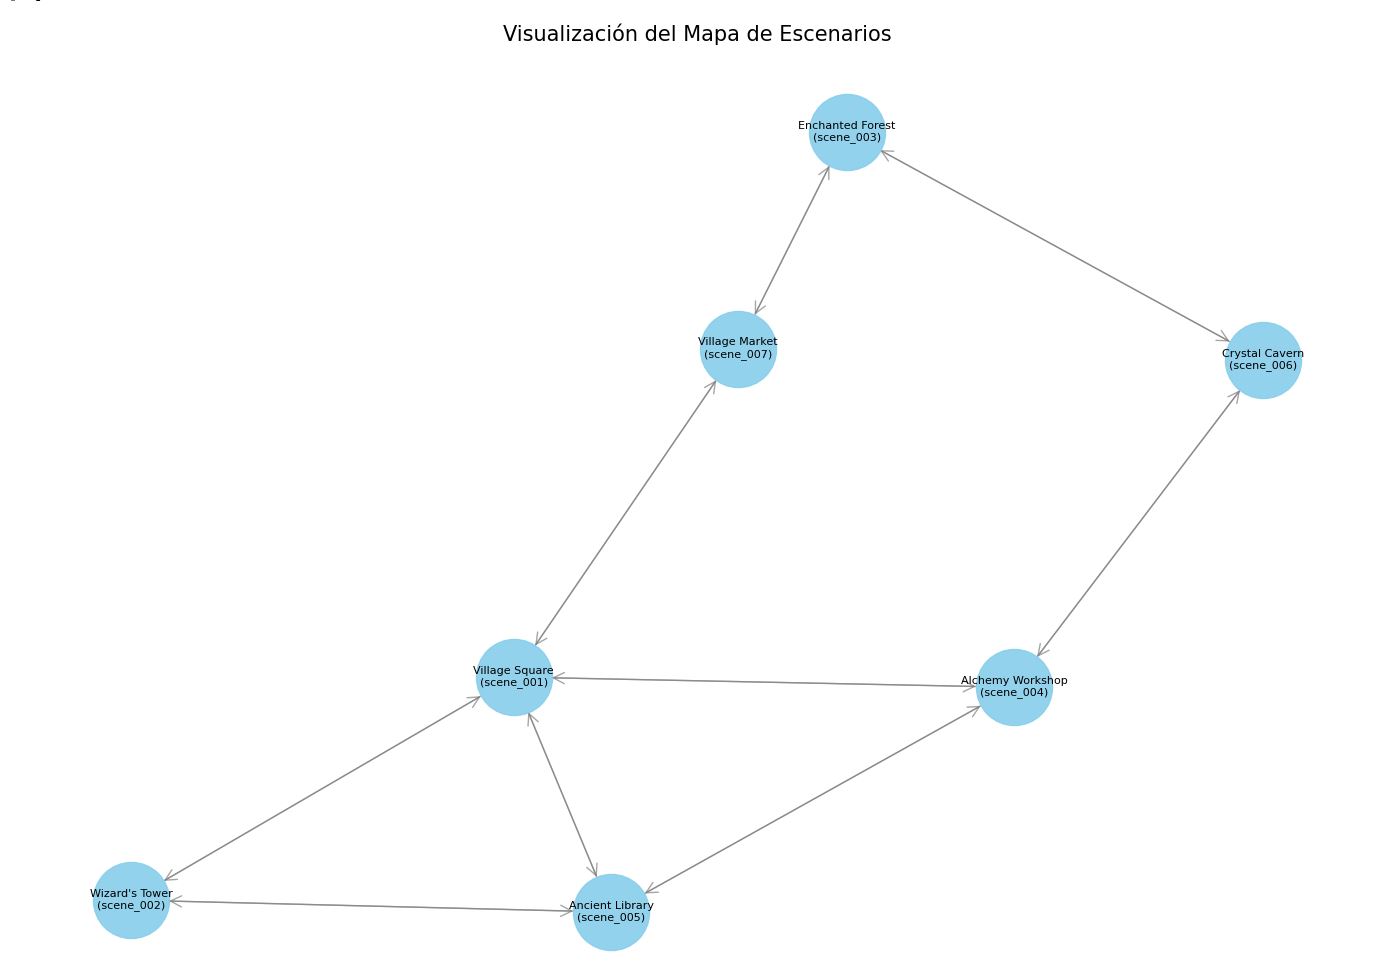 Visualización del Mapa de Escenarios
Enchanted Forest
(scene_003)
Village Market
(scene_007)
Crystal Cavern
(scene_006)
Village Square
(scene_001)
Alchemy Workshop
(scene_004)
Wizard's Tower
(scene_002)
Ancient Library
(scene_005)